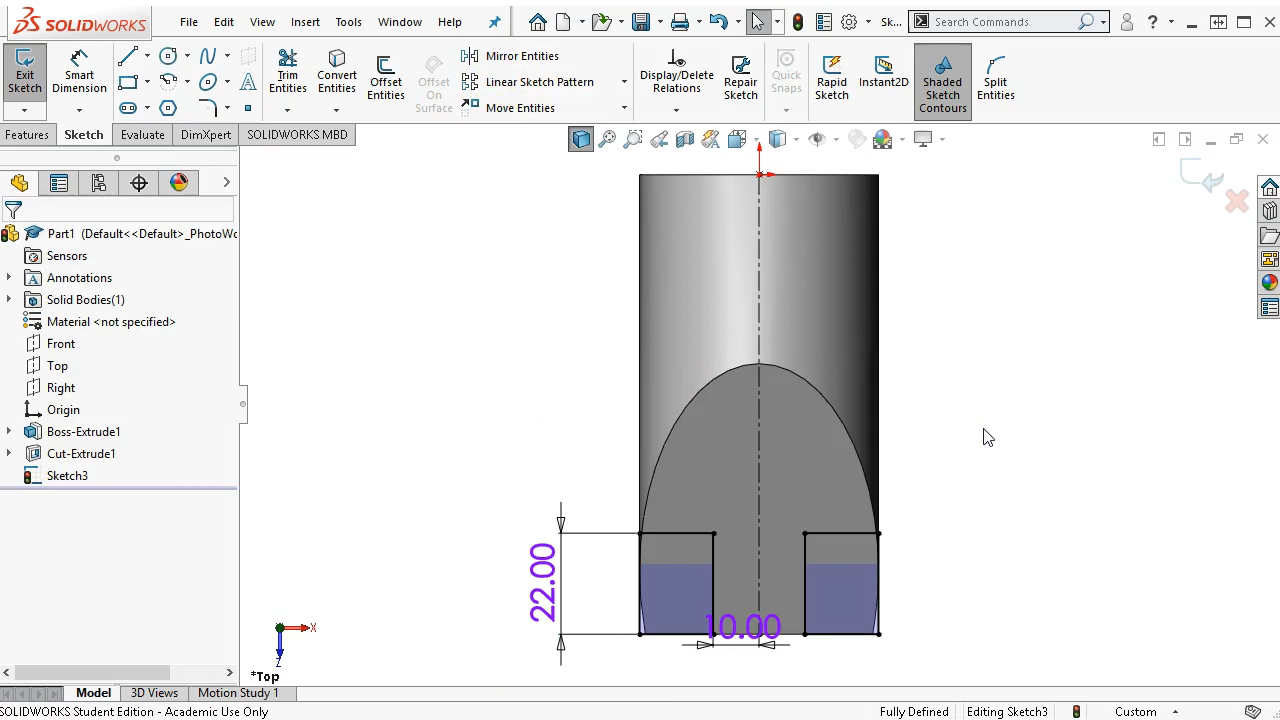 SOLIDWORKS
File Edit View Insert Tools Window Help
Sk...
Search Commands
Exit Sketch
Smart Dimension
Trim Entities
Convert Entities
Offset Entities
Offset On Surface
Mirror Entities
Linear Sketch Pattern
Move Entities
Display/Delete Relations
Repair Sketch
Quick Snaps
Rapid Sketch
Instant2D
Shaded Sketch Contours
Split Entities
Features Sketch Evaluate DimXpert SOLIDWORKS MBD
Part1 (Default<<Default>_PhotoWo
Sensors
Annotations
Solid Bodies(1)
Material <not specified>
Front
Top
Right
Origin
Boss-Extrude1
Cut-Extrude1
Sketch3
22.00
10.00
X
Z
*Top
Model 3D Views Motion Study 1
SOLIDWORKS Student Edition - Academic Use Only
Fully Defined Editing Sketch3 Custom